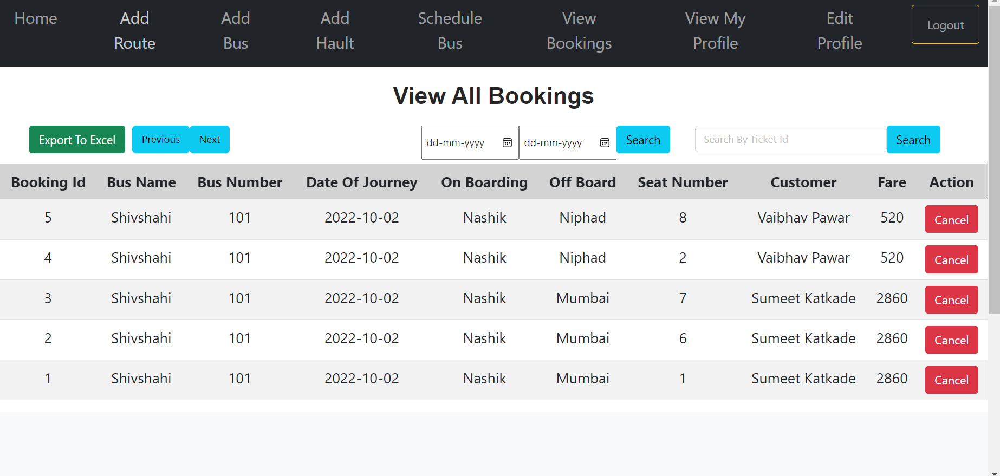 Home Add Route Add Bus Add Hault Schedule Bus View Bookings View My Profile Edit Profile Logout
View All Bookings
Export To Excel Previous Next dd-mm-yyyy dd-mm-yyyy Search Search By Ticket Id Search
Booking Id Bus Name Bus Number Date Of Journey On Boarding Off Board Seat Number Customer Fare Action
5 Shivshahi 101 2022-10-02 Nashik Niphad 8 Vaibhav Pawar 520 Cancel
4 Shivshahi 101 2022-10-02 Nashik Niphad 2 Vaibhav Pawar 520 Cancel
3 Shivshahi 101 2022-10-02 Nashik Mumbai 7 Sumeet Katkade 2860 Cancel
2 Shivshahi 101 2022-10-02 Nashik Mumbai 6 Sumeet Katkade 2860 Cancel
1 Shivshahi 101 2022-10-02 Nashik Mumbai 1 Sumeet Katkade 2860 Cancel